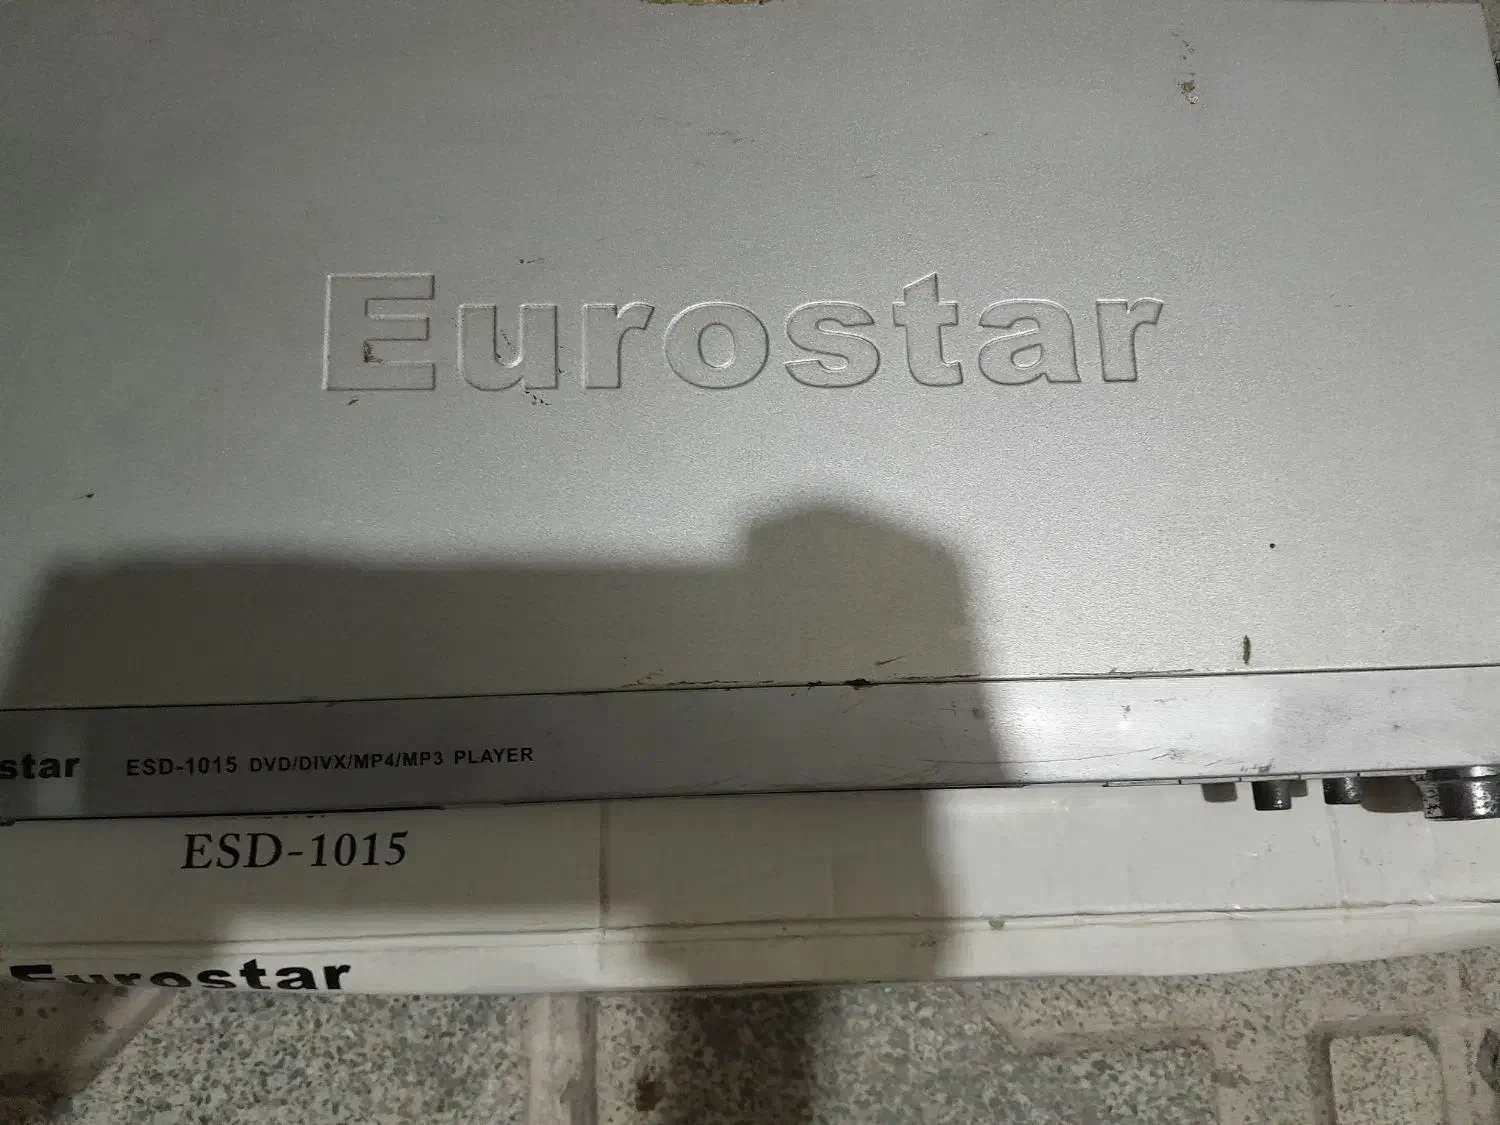 Eurostar
star ESD-1015 DVD/DIVX/MP4/MP3 PLAYER
ESD-1015
Eurostar